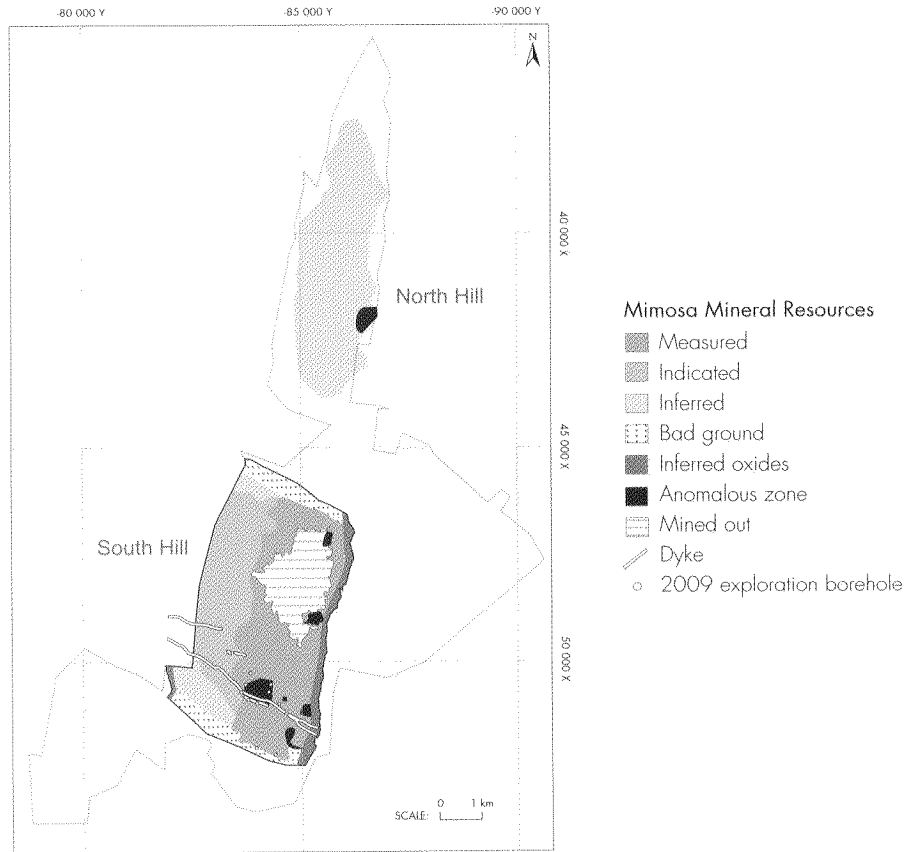 -80 000 Y
-85 000 Y
-90 000 Y
N
40 000 X
North Hill
45 000 X
South Hill
50 000 X
0 1 km
SCALE:
Mimosa Mineral Resources
Measured
Indicated
Inferred
Bad ground
Inferred oxides
Anomalous zone
Mined out
Dyke
2009 exploration borehole